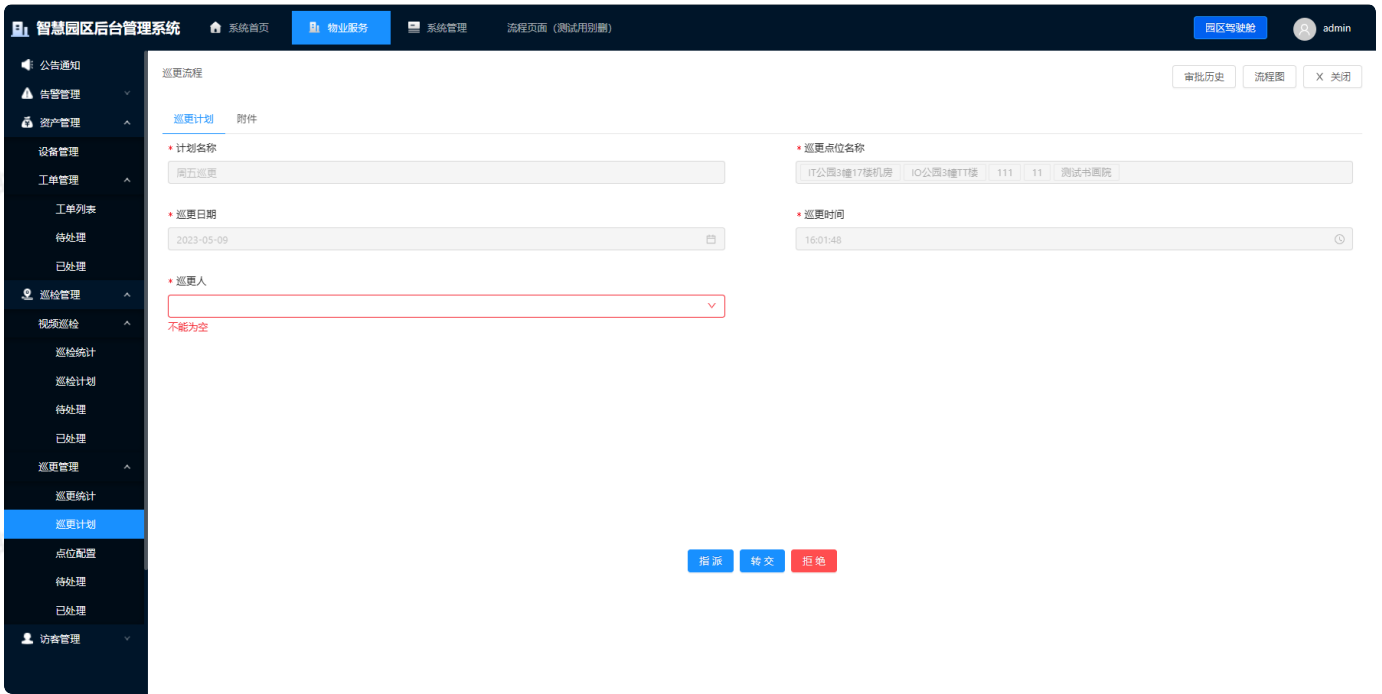 智慧园区后台管理系统 系统首页 物业服务 系统管理 流程页面（测试用别删） 园区驾驶舱 admin
公告通知
告警管理
资产管理
设备管理
工单管理
工单列表
待处理
已处理
巡检管理
视频巡检
巡检统计
巡检计划
待处理
已处理
巡更管理
巡更统计
巡更计划
点位配置
待处理
已处理
访客管理
巡更流程 审批历史 流程图 X 关闭
巡更计划 附件
* 计划名称 * 巡更点位名称
周五巡更 IT公园3幢17楼机房 IO公园3幢TT楼 111 11 测试书画院
* 巡更日期 * 巡更时间
2023-05-09 16:01:48
* 巡更人
不能为空
指派 转交 拒绝